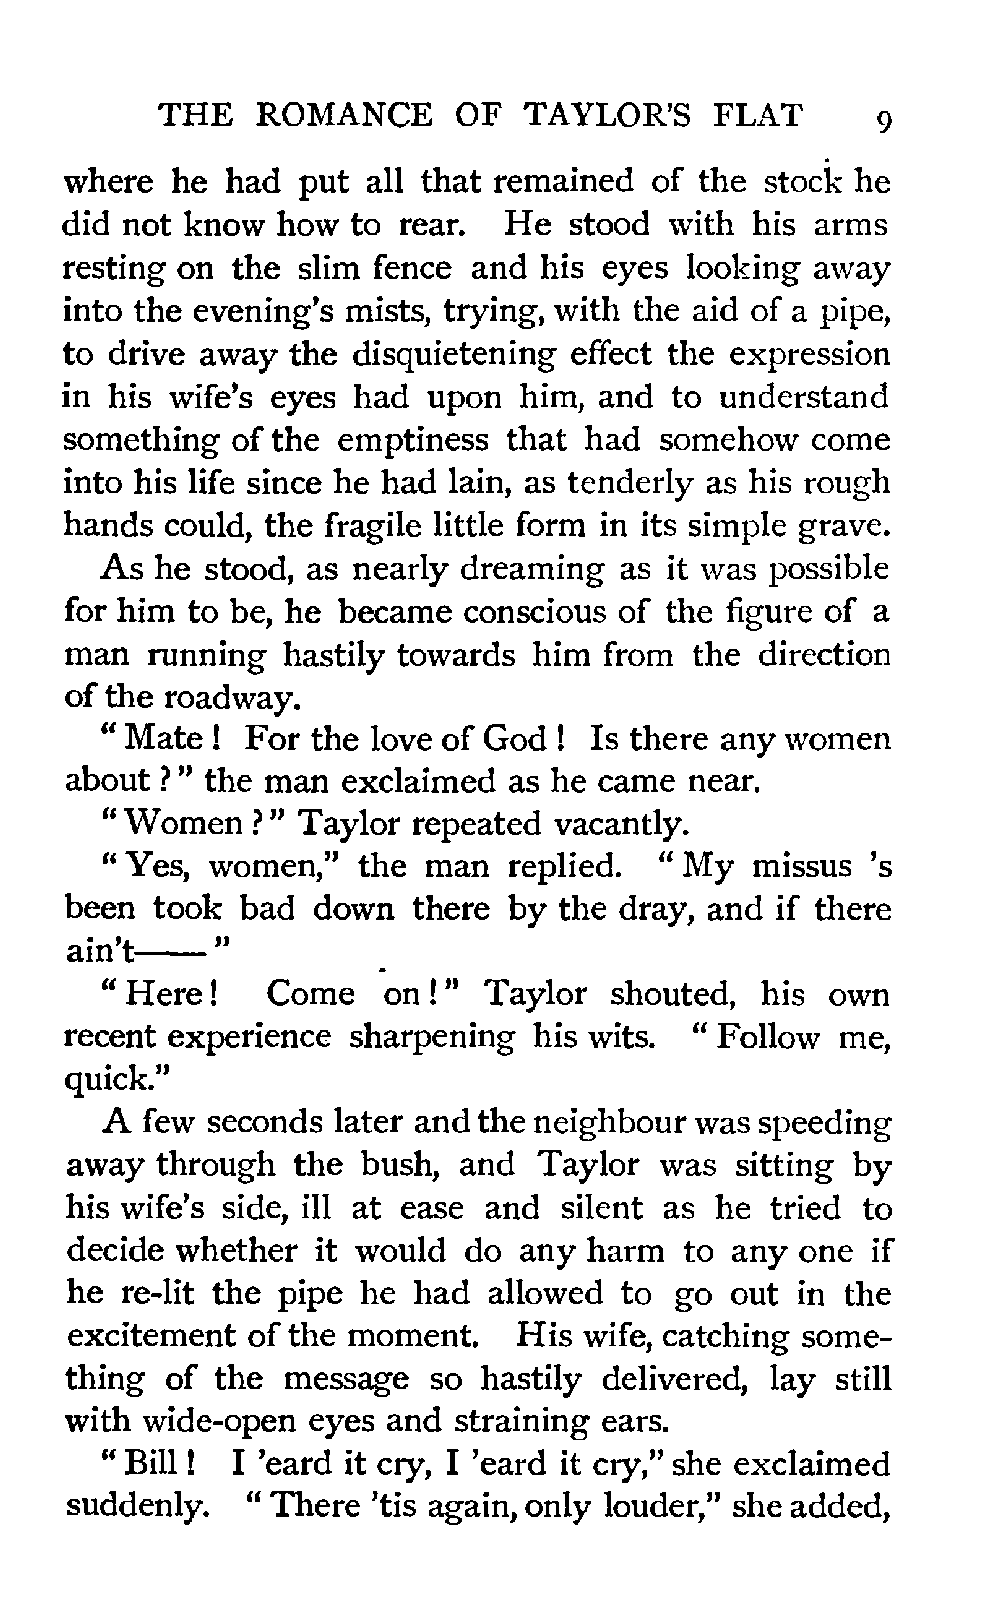 THE ROMANCE OF TAYLOR'S FLAT 9
where he had put all that remained of the stock he
did not know how to rear. He stood with his arms
resting on the slim fence and his eyes looking away
into the evening's mists, trying, with the aid of a pipe,
to drive away the disquietening effect the expression
in his wife's eyes had upon him, and to understand
something of the emptiness that had somehow come
into his life since he had lain, as tenderly as his rough
hands could, the fragile little form in its simple grave.
As he stood, as nearly dreaming as it was possible
for him to be, he became conscious of the figure of a
man running hastily towards him from the direction
of the roadway.
“ Mate ! For the love of God ! Is there any women
about ? ” the man exclaimed as he came near.
“ Women ? ” Taylor repeated vacantly.
“ Yes, women,” the man replied. “ My missus 's
been took bad down there by the dray, and if there
ain't—— ”
“ Here ! Come on ! ” Taylor shouted, his own
recent experience sharpening his wits. “ Follow me,
quick.”
A few seconds later and the neighbour was speeding
away through the bush, and Taylor was sitting by
his wife's side, ill at ease and silent as he tried to
decide whether it would do any harm to any one if
he re-lit the pipe he had allowed to go out in the
excitement of the moment. His wife, catching some-
thing of the message so hastily delivered, lay still
with wide-open eyes and straining ears.
“ Bill ! I 'eard it cry, I 'eard it cry,” she exclaimed
suddenly. “ There 'tis again, only louder,” she added,